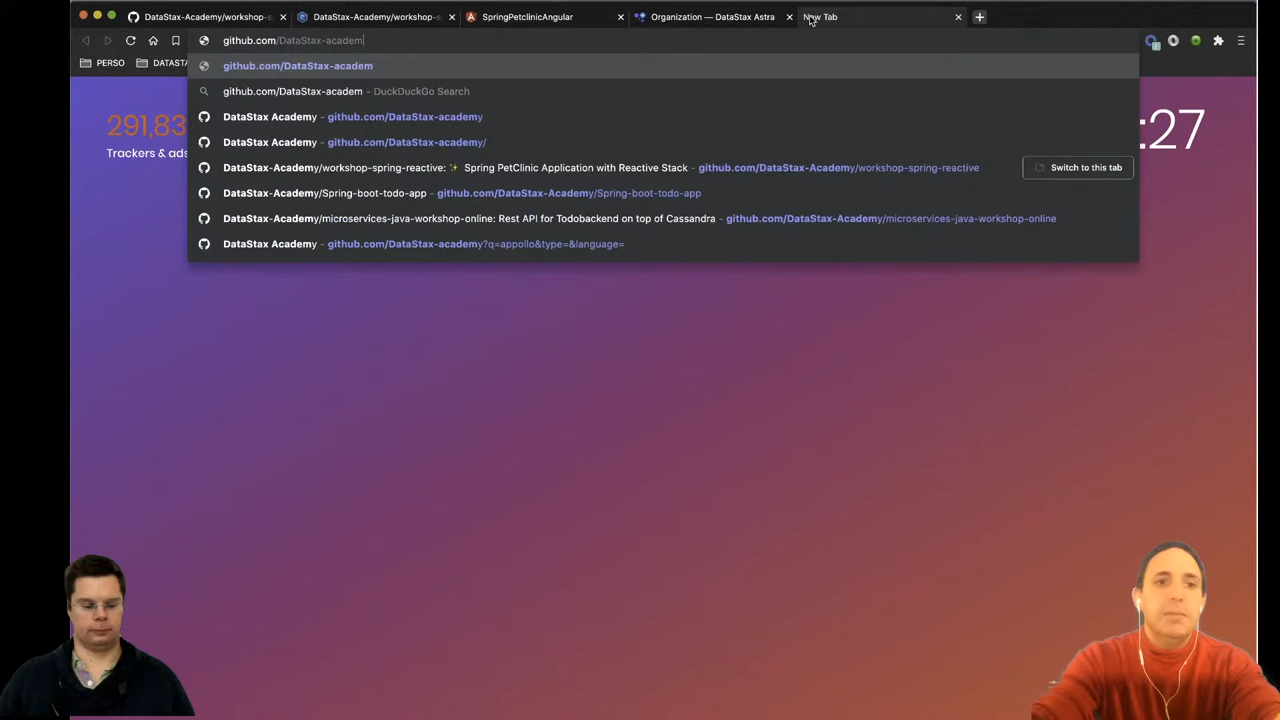 DataStax-Academy/workshop-s
DataStax-Academy/workshop-s
SpringPetclinicAngular
Organization — DataStax Astra
New Tab
github.com/DataStax-academ
PERSO
DATASTA
github.com/DataStax-academ
github.com/DataStax-academ – DuckDuckGo Search
DataStax Academy – github.com/DataStax-academy
DataStax Academy – github.com/DataStax-academy/
DataStax-Academy/workshop-spring-reactive: ✨ Spring PetClinic Application with Reactive Stack – github.com/DataStax-Academy/workshop-spring-reactive
Switch to this tab
DataStax-Academy/Spring-boot-todo-app – github.com/DataStax-Academy/Spring-boot-todo-app
DataStax-Academy/microservices-java-workshop-online: Rest API for Todobackend on top of Cassandra – github.com/DataStax-Academy/microservices-java-workshop-online
DataStax Academy – github.com/DataStax-academy?q=appollo&type=&language=
291,83
Trackers & ads
:27